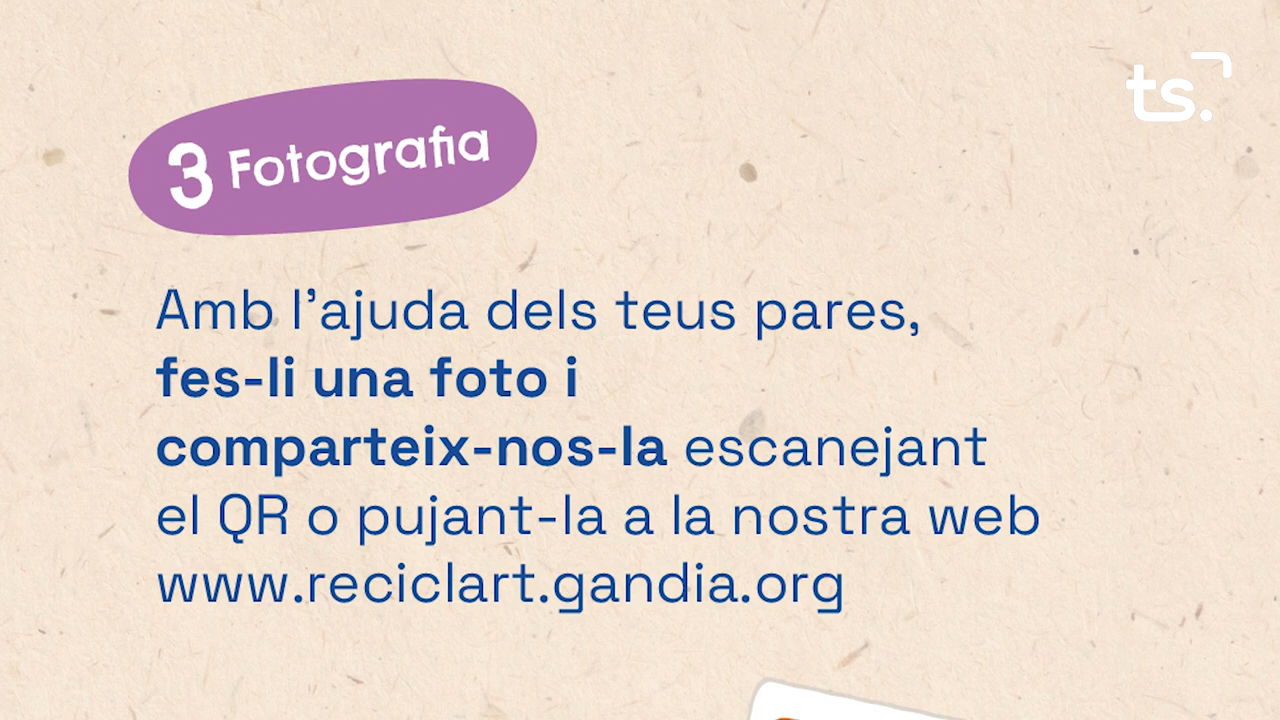 ts.
3 Fotografia
Amb l'ajuda dels teus pares,
fes-li una foto i
comparteix-nos-la escanejant
el QR o pujant-la a la nostra web
www.reciclart.gandia.org